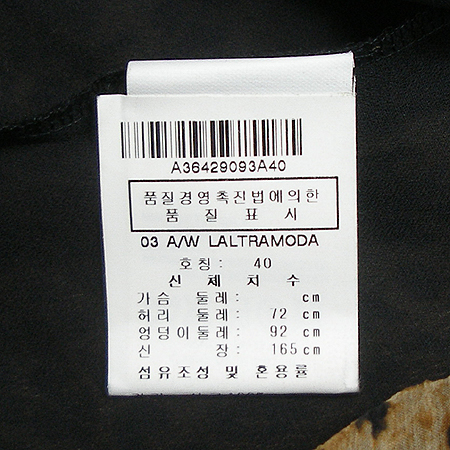 A36429093A40
품질경영촉진법에의한
품 질 표 시
03 A/W LALTRAMODA
호칭: 40
신 체 치 수
가슴 둘레: cm
허리 둘레: 72 cm
엉덩이둘레: 92 cm
신 장: 165 cm
섬유조성 및 혼용률